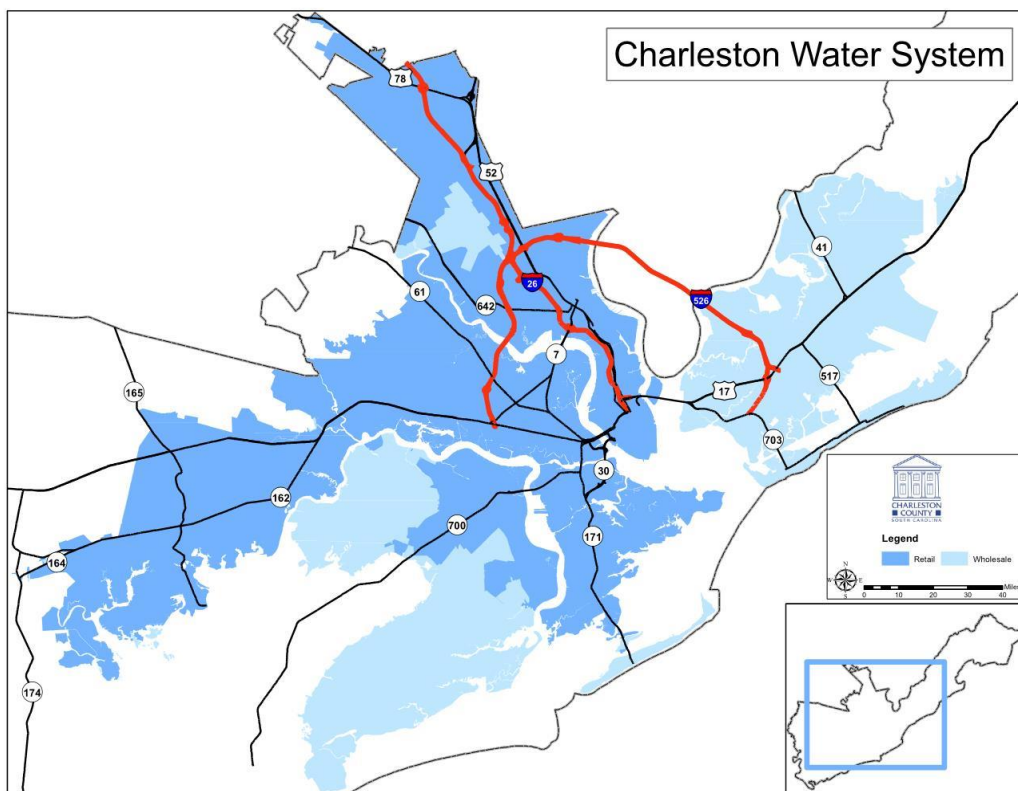 Charleston Water System
78
52
41
61
26
526
642
7
165
17
517
703
30
162
700
171
164
174
CHARLESTON
COUNTY
SOUTH CAROLINA
Legend
Retail
Wholesale
N
W
E
S
Miles
0
10
20
30
40